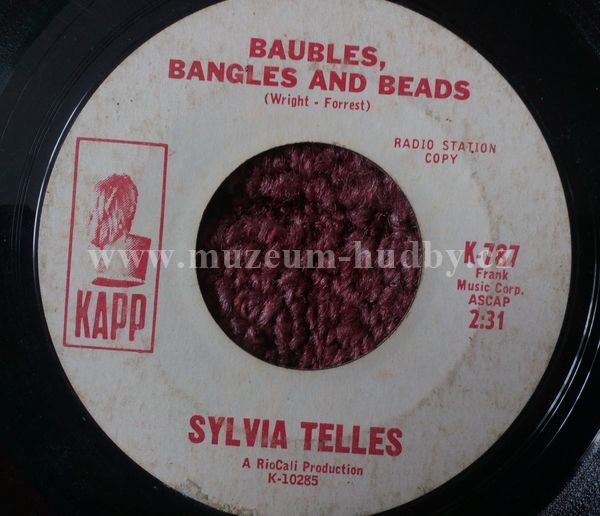 BAUBLES,
BANGLES AND BEADS
(Wright - Forrest)
RADIO STATION
COPY
www.muzeum-hudby.cz
K-787
Frank
Music Corp.
ASCAP
2:31
KAPP
SYLVIA TELLES
A RioCali Production
K-10285